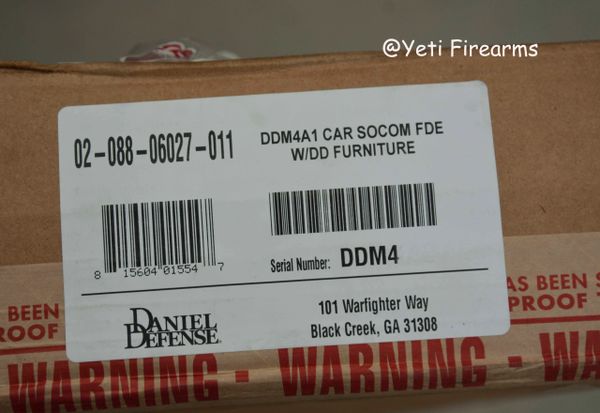 @Yeti Firearms
02-088-06027-011
DDM4A1 CAR SOCOM FDE
W/DD FURNITURE
8 15604 01554 7
Serial Number: DDM4
DANIEL
DEFENSE
101 Warfighter Way
Black Creek, GA 31308
BEEN
ROOF
AS BEEN S
PROOF
WARNING - WARNING - WA